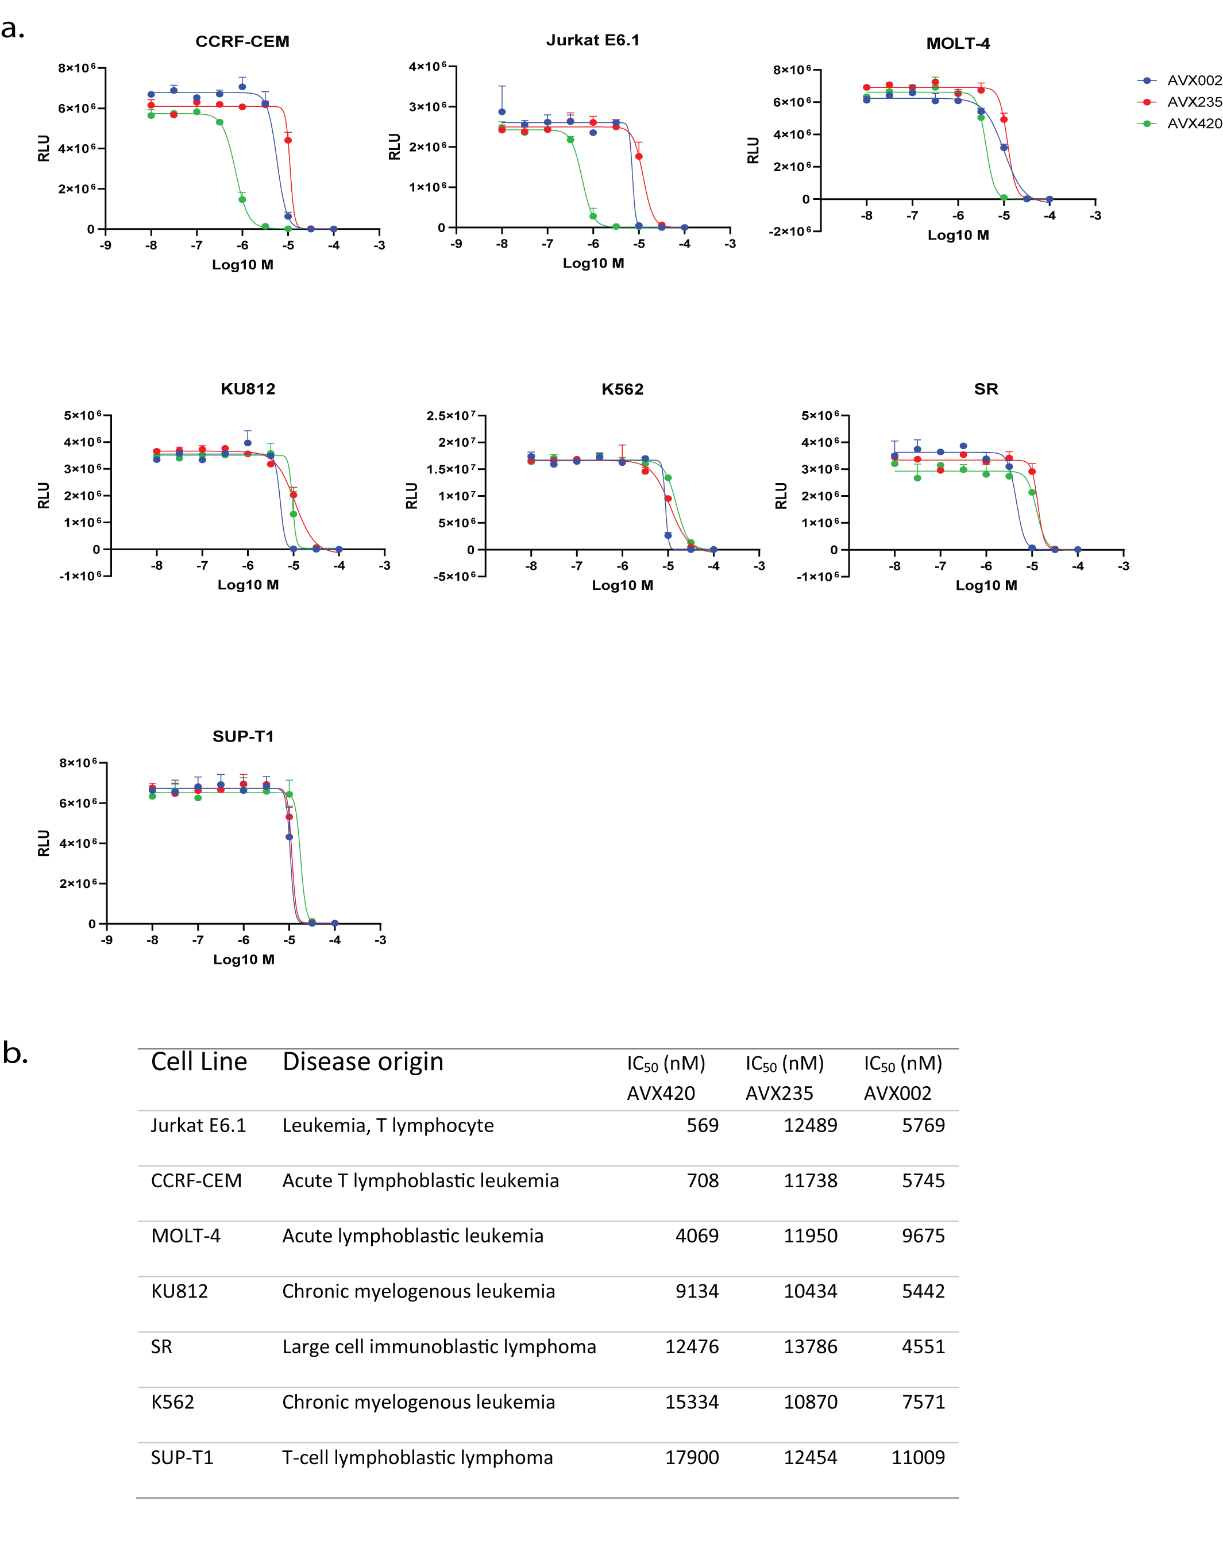 a.
CCRF-CEM
8×10⁶
6×10⁶
4×10⁶
2×10⁶
0
RLU
-9 -8 -7 -6 -5 -4 -3
Log10 M
Jurkat E6.1
4×10⁶
3×10⁶
2×10⁶
1×10⁶
0
RLU
-9 -8 -7 -6 -5 -4 -3
Log10 M
MOLT-4
8×10⁶
6×10⁶
4×10⁶
2×10⁶
0
-2×10⁶
RLU
-8 -7 -6 -5 -4 -3
Log10 M
AVX002
AVX235
AVX420
KU812
5×10⁶
4×10⁶
3×10⁶
2×10⁶
1×10⁶
0
-1×10⁶
RLU
-8 -7 -6 -5 -4 -3
Log10 M
K562
2.5×10⁷
2×10⁷
1.5×10⁷
1×10⁷
5×10⁶
0
-5×10⁶
RLU
-8 -7 -6 -5 -4 -3
Log10 M
SR
5×10⁶
4×10⁶
3×10⁶
2×10⁶
1×10⁶
0
-1×10⁶
RLU
-8 -7 -6 -5 -4 -3
Log10 M
SUP-T1
8×10⁶
6×10⁶
4×10⁶
2×10⁶
0
RLU
-9 -8 -7 -6 -5 -4 -3
Log10 M
b.
Cell Line Disease origin IC₅₀ (nM) IC₅₀ (nM) IC₅₀ (nM)
AVX420 AVX235 AVX002
Jurkat E6.1 Leukemia, T lymphocyte 569 12489 5769
CCRF-CEM Acute T lymphoblastic leukemia 708 11738 5745
MOLT-4 Acute lymphoblastic leukemia 4069 11950 9675
KU812 Chronic myelogenous leukemia 9134 10434 5442
SR Large cell immunoblastic lymphoma 12476 13786 4551
K562 Chronic myelogenous leukemia 15334 10870 7571
SUP-T1 T-cell lymphoblastic lymphoma 17900 12454 11009